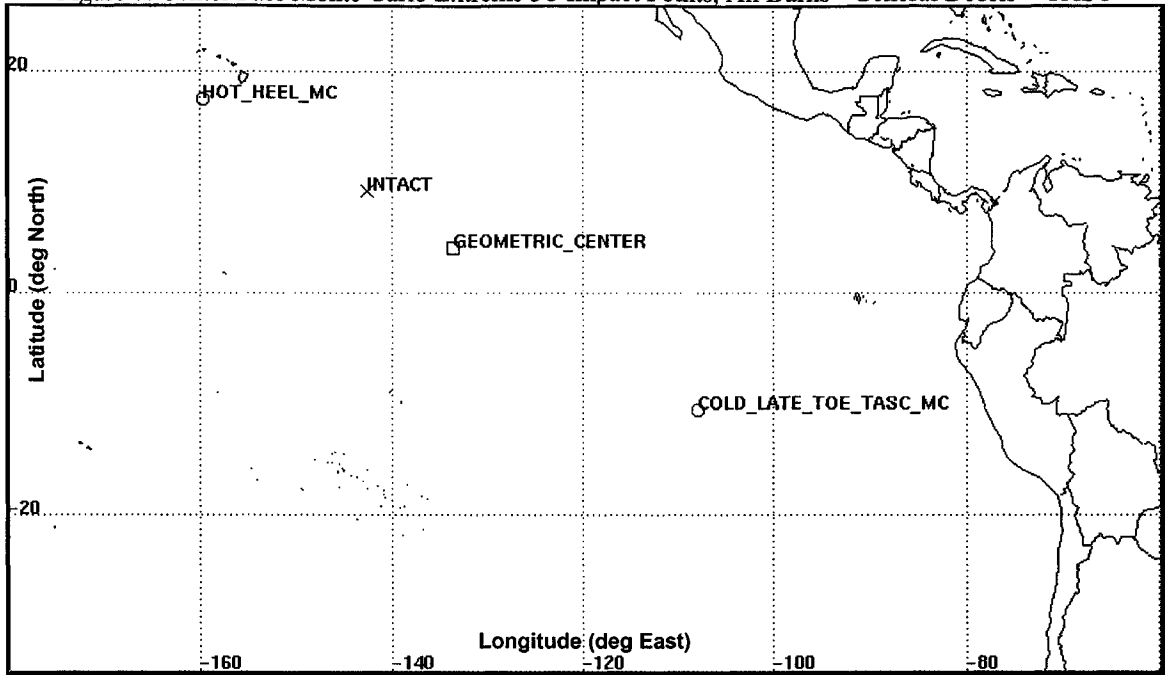 20
HOT_HEEL_MC
INTACT
GEOMETRIC_CENTER
0
Latitude (deg North)
COLD_LATE_TOE_TASC_MC
-20
Longitude (deg East)
-160
-140
-120
-100
-80